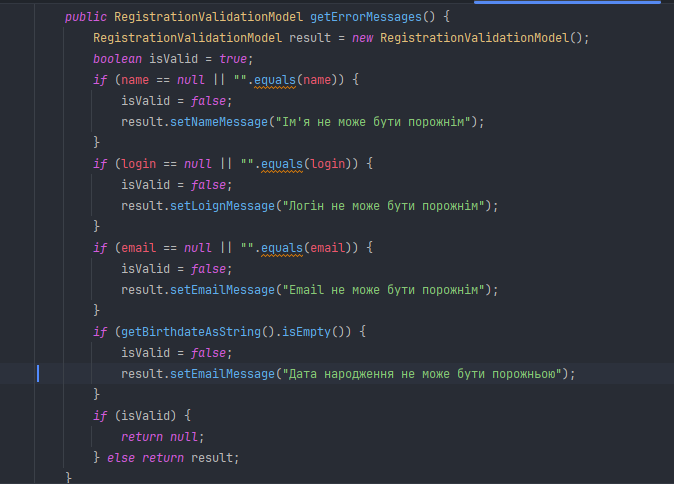 public RegistrationValidationModel getErrorMessages() {
RegistrationValidationModel result = new RegistrationValidationModel();
boolean isValid = true;
if (name == null || "".equals(name)) {
isValid = false;
result.setNameMessage("Ім'я не може бути порожнім");
}
if (login == null || "".equals(login)) {
isValid = false;
result.setLoignMessage("Логін не може бути порожнім");
}
if (email == null || "".equals(email)) {
isValid = false;
result.setEmailMessage("Email не може бути порожнім");
}
if (getBirthdateAsString().isEmpty()) {
isValid = false;
result.setEmailMessage("Дата народження не може бути порожньою");
}
if (isValid) {
return null;
} else return result;
}